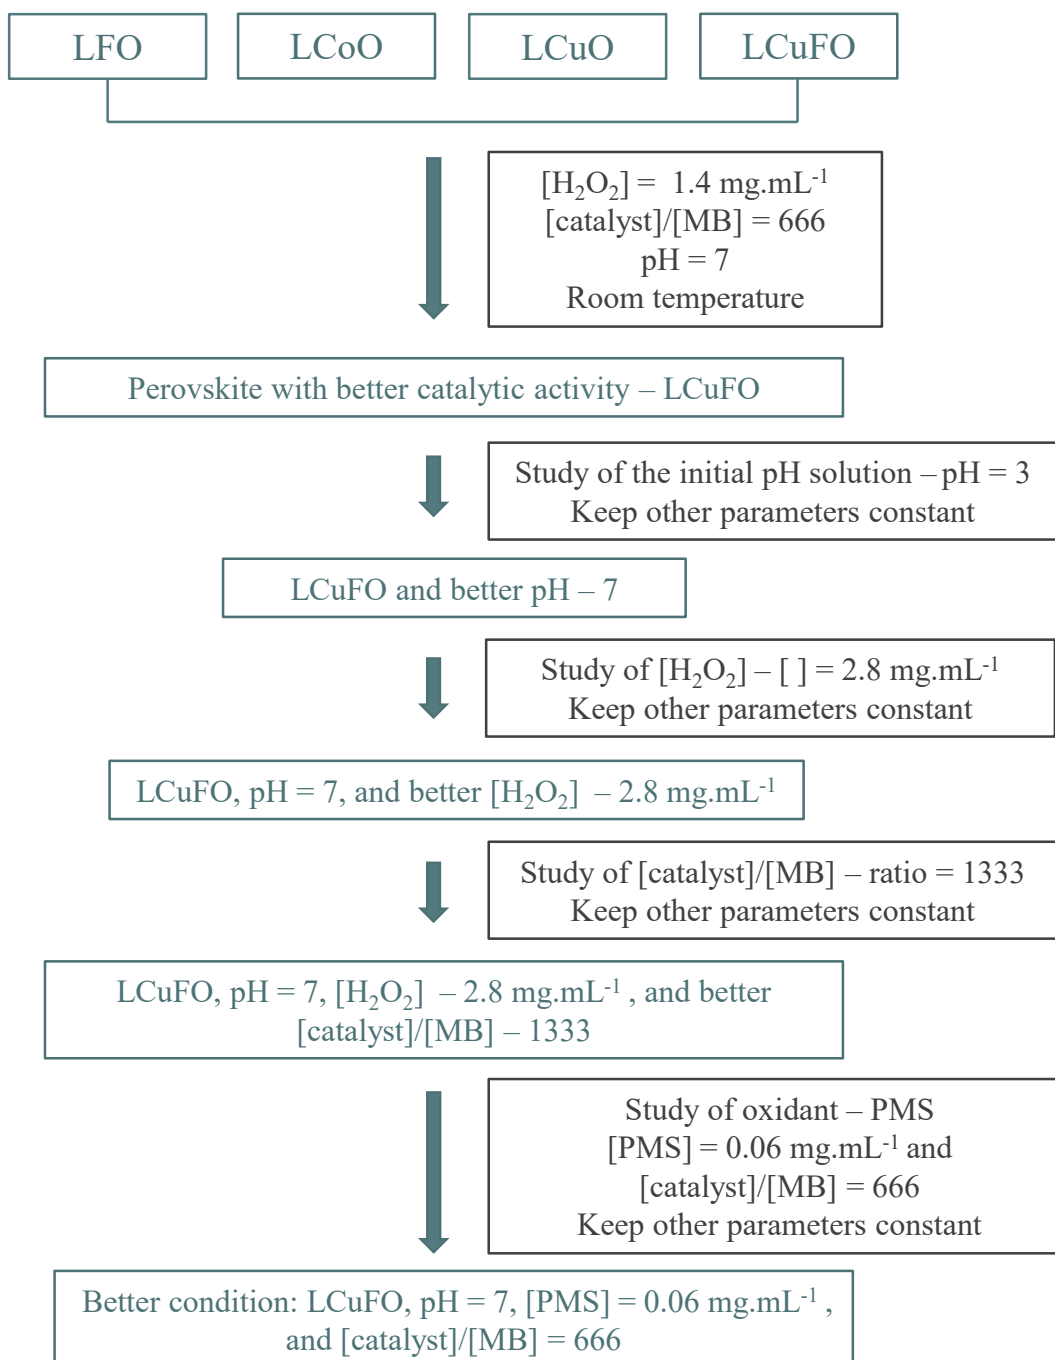 LFO
LCoO
LCuO
LCuFO
[H₂O₂] = 1.4 mg.mL⁻¹
[catalyst]/[MB] = 666
pH = 7
Room temperature
Perovskite with better catalytic activity – LCuFO
Study of the initial pH solution – pH = 3
Keep other parameters constant
LCuFO and better pH – 7
Study of [H₂O₂] – [ ] = 2.8 mg.mL⁻¹
Keep other parameters constant
LCuFO, pH = 7, and better [H₂O₂] – 2.8 mg.mL⁻¹
Study of [catalyst]/[MB] – ratio = 1333
Keep other parameters constant
LCuFO, pH = 7, [H₂O₂] – 2.8 mg.mL⁻¹ , and better
[catalyst]/[MB] – 1333
Study of oxidant – PMS
[PMS] = 0.06 mg.mL⁻¹ and
[catalyst]/[MB] = 666
Keep other parameters constant
Better condition: LCuFO, pH = 7, [PMS] = 0.06 mg.mL⁻¹ ,
and [catalyst]/[MB] = 666